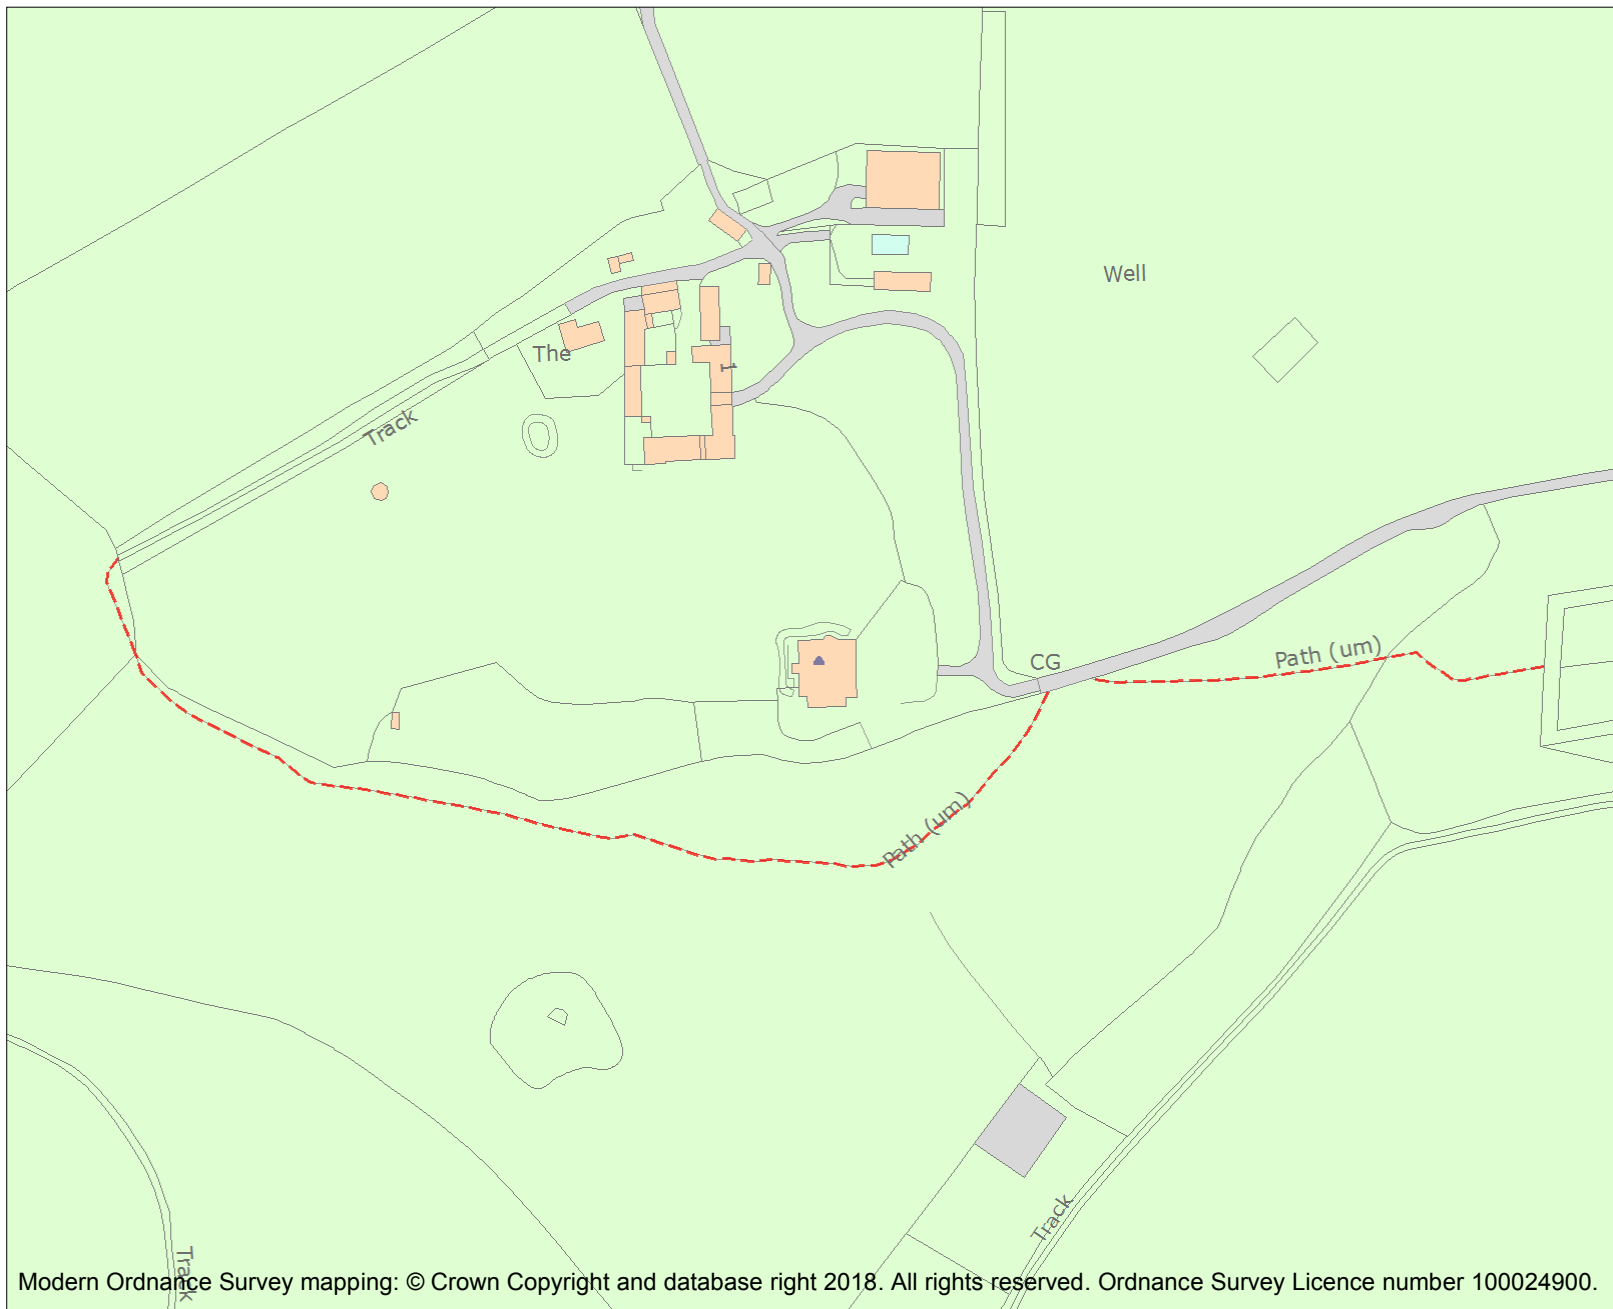 Well
The
1
Track
CG
Path (um)
Path (um)
Track
Track
Modern Ordnance Survey mapping: © Crown Copyright and database right 2018. All rights reserved. Ordnance Survey Licence number 100024900.